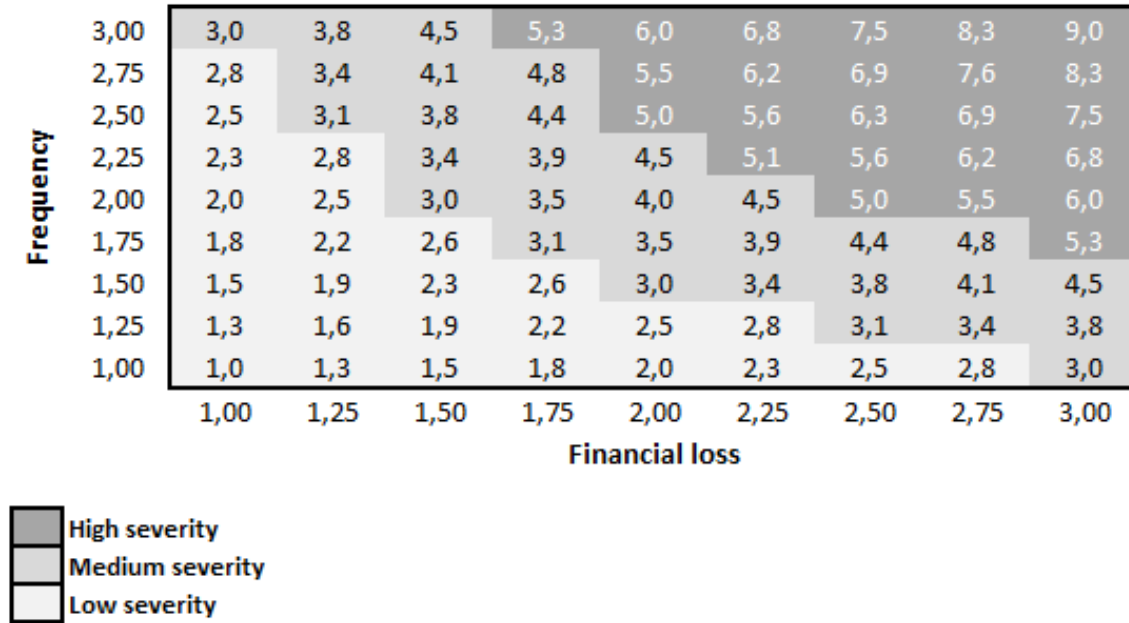 3,00 3,0 3,8 4,5 5,3 6,0 6,8 7,5 8,3 9,0
2,75 2,8 3,4 4,1 4,8 5,5 6,2 6,9 7,6 8,3
2,50 2,5 3,1 3,8 4,4 5,0 5,6 6,3 6,9 7,5
2,25 2,3 2,8 3,4 3,9 4,5 5,1 5,6 6,2 6,8
2,00 2,0 2,5 3,0 3,5 4,0 4,5 5,0 5,5 6,0
1,75 1,8 2,2 2,6 3,1 3,5 3,9 4,4 4,8 5,3
1,50 1,5 1,9 2,3 2,6 3,0 3,4 3,8 4,1 4,5
1,25 1,3 1,6 1,9 2,2 2,5 2,8 3,1 3,4 3,8
1,00 1,0 1,3 1,5 1,8 2,0 2,3 2,5 2,8 3,0
Frequency
1,00 1,25 1,50 1,75 2,00 2,25 2,50 2,75 3,00
Financial loss
High severity
Medium severity
Low severity